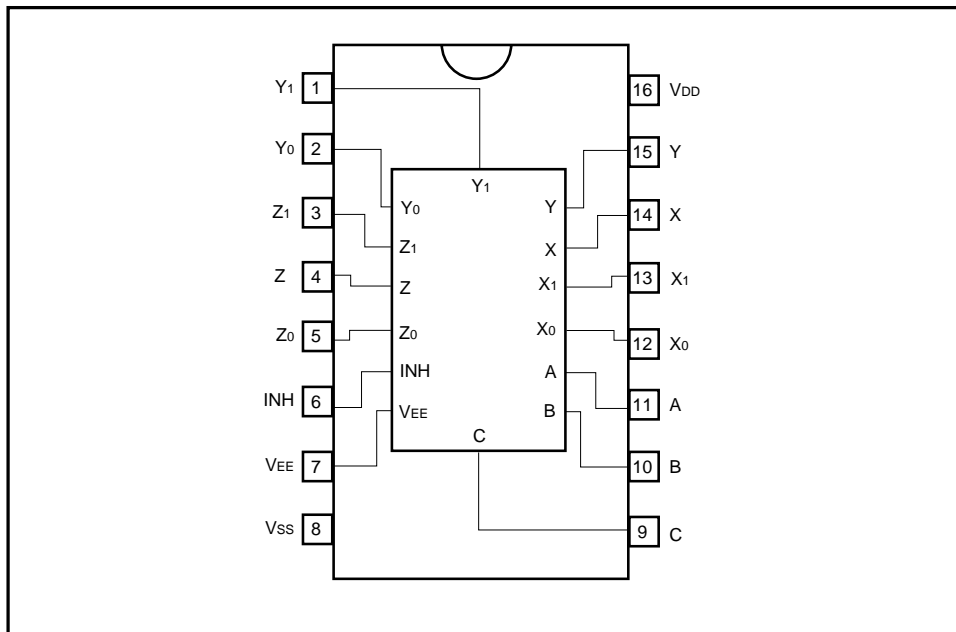 Y1 1
Y0 2
Z1 3
Z 4
Z0 5
INH 6
VEE 7
VSS 8
Y1
Y0
Z1
Z
Z0
INH
VEE
C
Y
X
X1
X0
A
B
16 VDD
15 Y
14 X
13 X1
12 X0
11 A
10 B
9 C